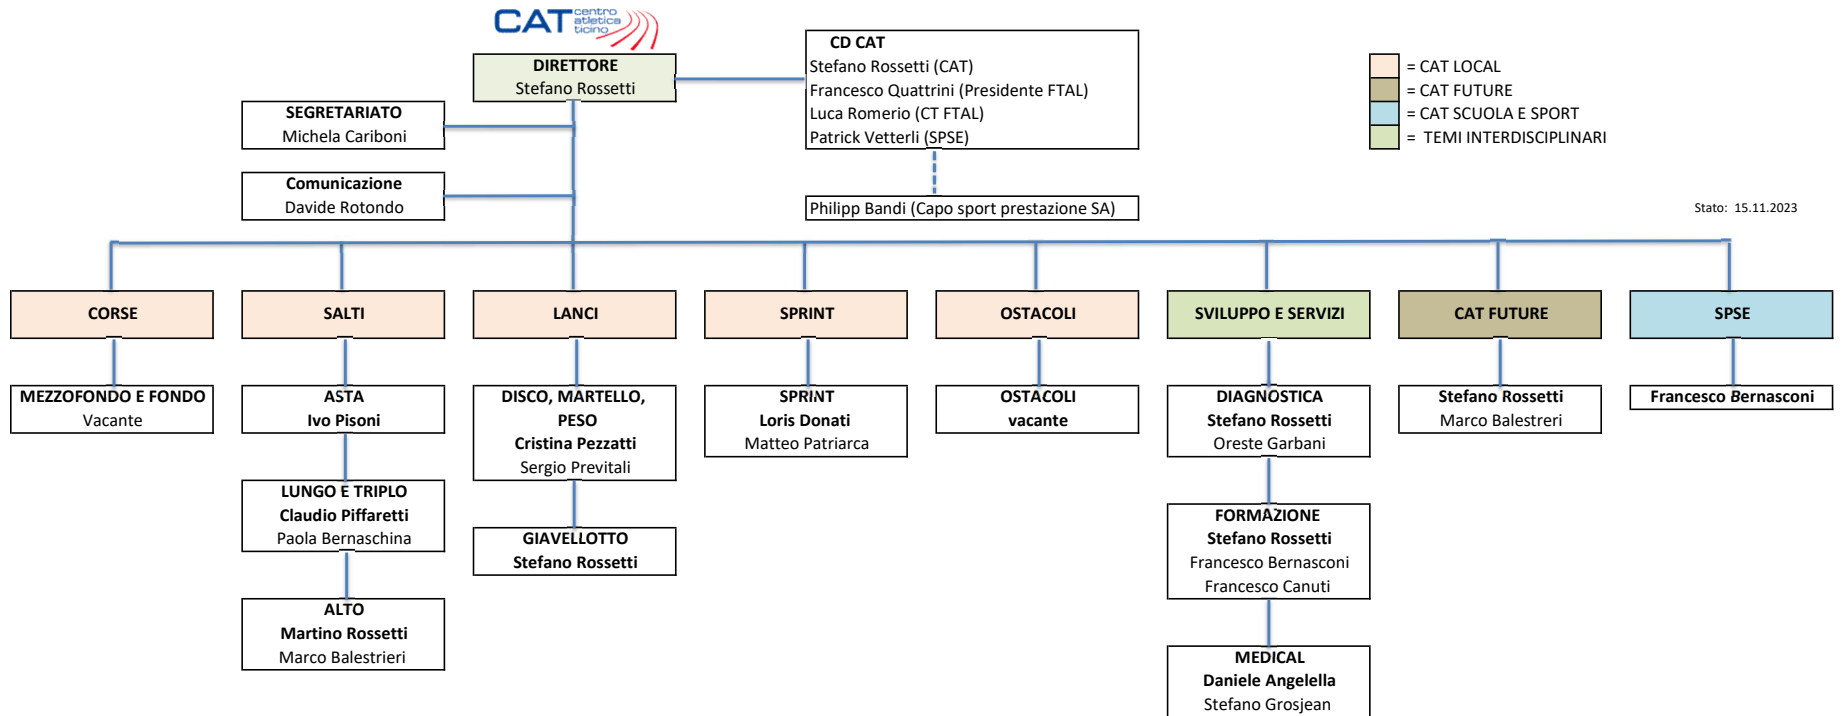 CAT centro
atletica
ticino
DIRETTORE
Stefano Rossetti
CD CAT
Stefano Rossetti (CAT)
Francesco Quattrini (Presidente FTAL)
Luca Romerio (CT FTAL)
Patrick Vetterli (SPSE)
= CAT LOCAL
= CAT FUTURE
= CAT SCUOLA E SPORT
= TEMI INTERDISCIPLINARI
SEGRETARIATO
Michela Cariboni
Comunicazione
Davide Rotondo
Philipp Bandi (Capo sport prestazione SA)
Stato: 15.11.2023
CORSE
SALTI
LANCI
SPRINT
OSTACOLI
SVILUPPO E SERVIZI
CAT FUTURE
SPSE
MEZZOFONDO E FONDO
Vacante
ASTA
Ivo Pisoni
LUNGO E TRIPLO
Claudio Piffaretti
Paola Bernaschina
ALTO
Martino Rossetti
Marco Balestrieri
DISCO, MARTELLO,
PESO
Cristina Pezzatti
Sergio Previtali
GIAVELLOTTO
Stefano Rossetti
SPRINT
Loris Donati
Matteo Patriarca
OSTACOLI
vacante
DIAGNOSTICA
Stefano Rossetti
Oreste Garbani
FORMAZIONE
Stefano Rossetti
Francesco Bernasconi
Francesco Canuti
MEDICAL
Daniele Angelella
Stefano Grosjean
Stefano Rossetti
Marco Balestreri
Francesco Bernasconi